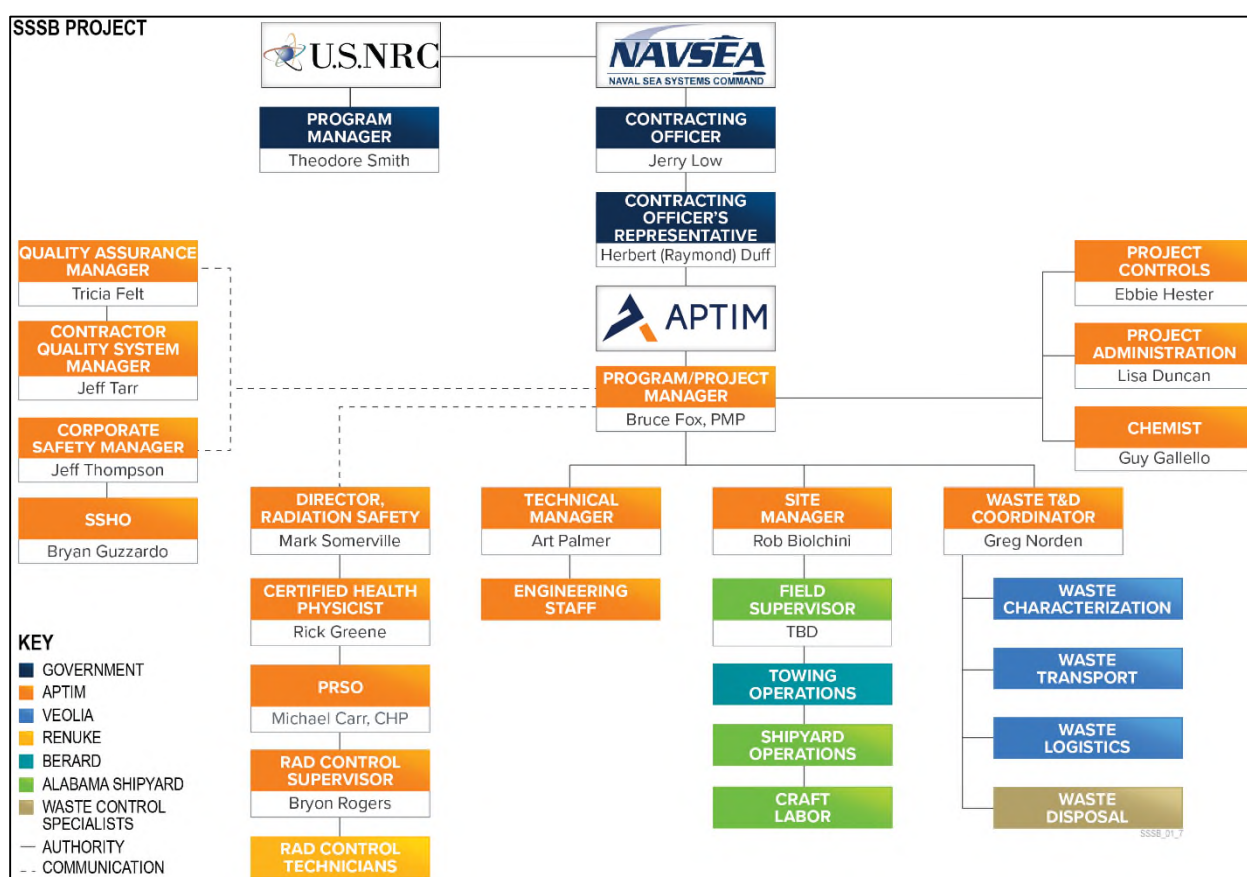 SSSB PROJECT
U.S.NRC
NAVSEA
NAVAL SEA SYSTEMS COMMAND
PROGRAM
MANAGER
Theodore Smith
CONTRACTING
OFFICER
Jerry Low
CONTRACTING
OFFICER'S
REPRESENTATIVE
Herbert (Raymond) Duff
APTIM
PROGRAM/PROJECT
MANAGER
Bruce Fox, PMP
QUALITY ASSURANCE
MANAGER
Tricia Felt
CONTRACTOR
QUALITY SYSTEM
MANAGER
Jeff Tarr
CORPORATE
SAFETY MANAGER
Jeff Thompson
SSHO
Bryan Guzzardo
PROJECT
CONTROLS
Ebbie Hester
PROJECT
ADMINISTRATION
Lisa Duncan
CHEMIST
Guy Gallello
DIRECTOR,
RADIATION SAFETY
Mark Somerville
CERTIFIED HEALTH
PHYSICIST
Rick Greene
PRSO
Michael Carr, CHP
RAD CONTROL
SUPERVISOR
Bryon Rogers
RAD CONTROL
TECHNICIANS
TECHNICAL
MANAGER
Art Palmer
ENGINEERING
STAFF
SITE
MANAGER
Rob Biolchini
FIELD
SUPERVISOR
TBD
TOWING
OPERATIONS
SHIPYARD
OPERATIONS
CRAFT
LABOR
WASTE T&D
COORDINATOR
Greg Norden
WASTE
CHARACTERIZATION
WASTE
TRANSPORT
WASTE
LOGISTICS
WASTE
DISPOSAL
SSSB_01_7
KEY
GOVERNMENT
APTIM
VEOLIA
RENUKE
BERARD
ALABAMA SHIPYARD
WASTE CONTROL
SPECIALISTS
AUTHORITY
COMMUNICATION